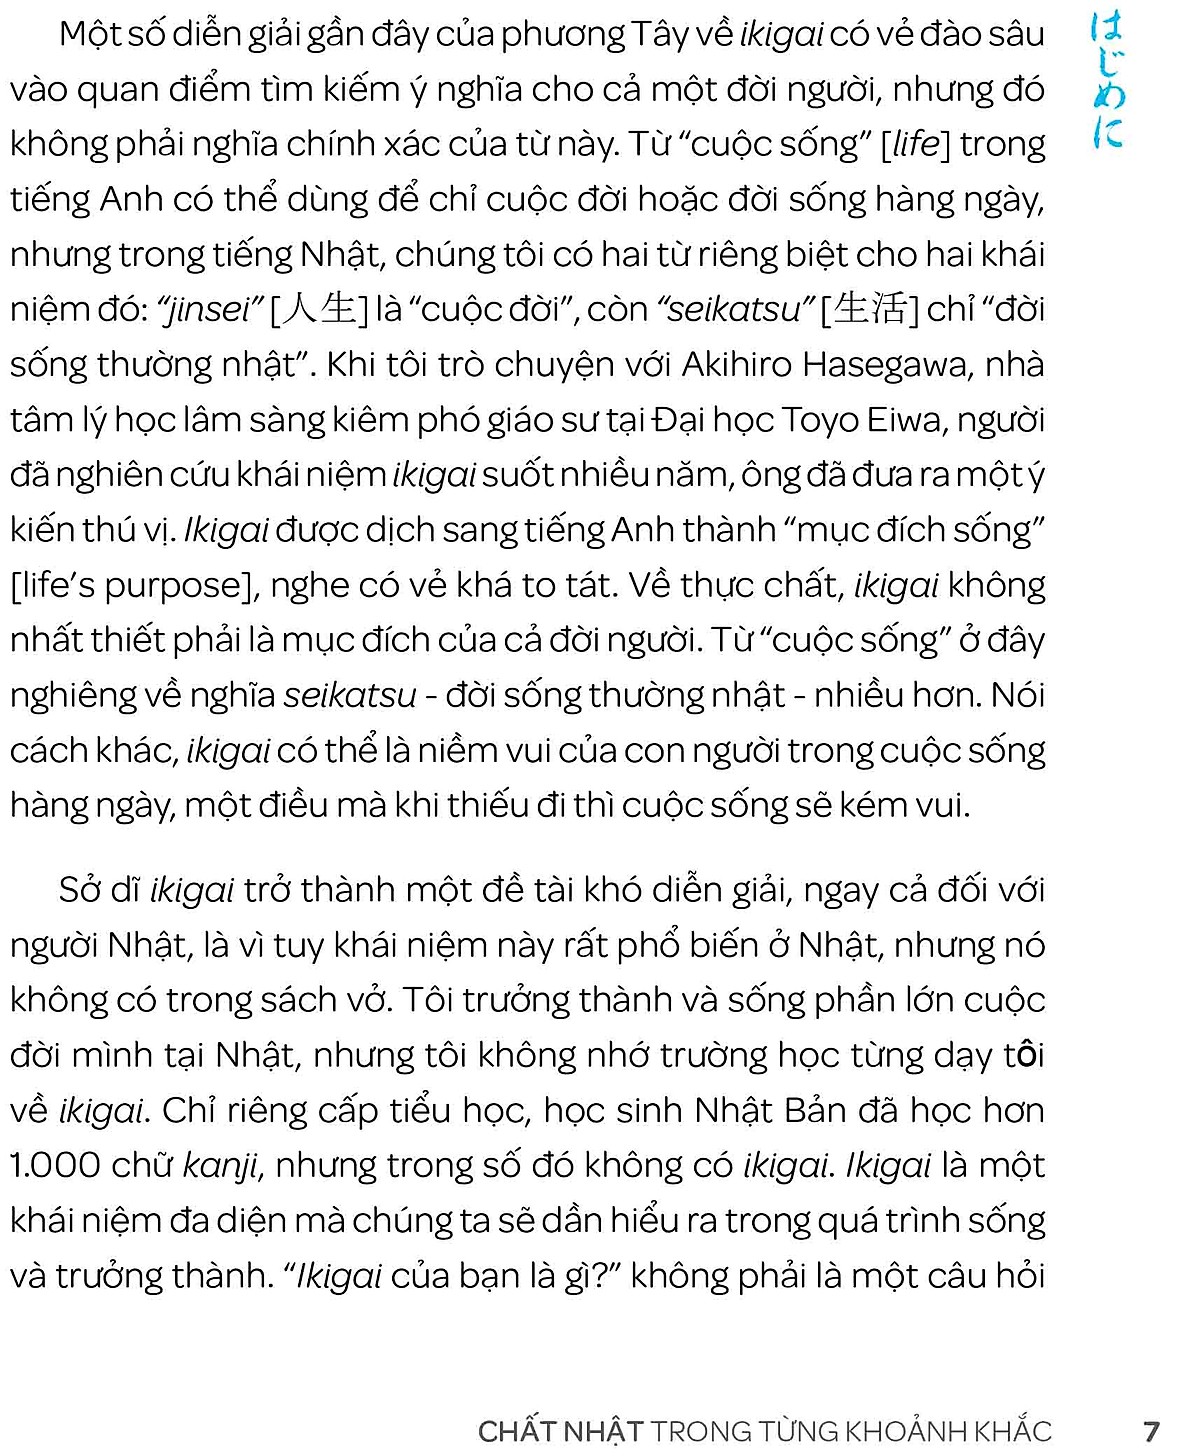 Một số diễn giải gần đây của phương Tây về ikigai có vẻ đào sâu
vào quan điểm tìm kiếm ý nghĩa cho cả một đời người, nhưng đó
không phải nghĩa chính xác của từ này. Từ “cuộc sống” [life] trong
tiếng Anh có thể dùng để chỉ cuộc đời hoặc đời sống hàng ngày,
nhưng trong tiếng Nhật, chúng tôi có hai từ riêng biệt cho hai khái
niệm đó: “jinsei” [人生] là “cuộc đời”, còn “seikatsu” [生活] chỉ “đời
sống thường nhật”. Khi tôi trò chuyện với Akihiro Hasegawa, nhà
tâm lý học lâm sàng kiêm phó giáo sư tại Đại học Toyo Eiwa, người
đã nghiên cứu khái niệm ikigai suốt nhiều năm, ông đã đưa ra một ý
kiến thú vị. Ikigai được dịch sang tiếng Anh thành “mục đích sống”
[life’s purpose], nghe có vẻ khá to tát. Về thực chất, ikigai không
nhất thiết phải là mục đích của cả đời người. Từ “cuộc sống” ở đây
nghiêng về nghĩa seikatsu - đời sống thường nhật - nhiều hơn. Nói
cách khác, ikigai có thể là niềm vui của con người trong cuộc sống
hàng ngày, một điều mà khi thiếu đi thì cuộc sống sẽ kém vui.
Sở dĩ ikigai trở thành một đề tài khó diễn giải, ngay cả đối với
người Nhật, là vì tuy khái niệm này rất phổ biến ở Nhật, nhưng nó
không có trong sách vở. Tôi trưởng thành và sống phần lớn cuộc
đời mình tại Nhật, nhưng tôi không nhớ trường học từng dạy tôi
về ikigai. Chỉ riêng cấp tiểu học, học sinh Nhật Bản đã học hơn
1.000 chữ kanji, nhưng trong số đó không có ikigai. Ikigai là một
khái niệm đa diện mà chúng ta sẽ dần hiểu ra trong quá trình sống
và trưởng thành. “Ikigai của bạn là gì?” không phải là một câu hỏi
はじめに
CHẤT NHẬT TRONG TỪNG KHOẢNH KHẮC 7